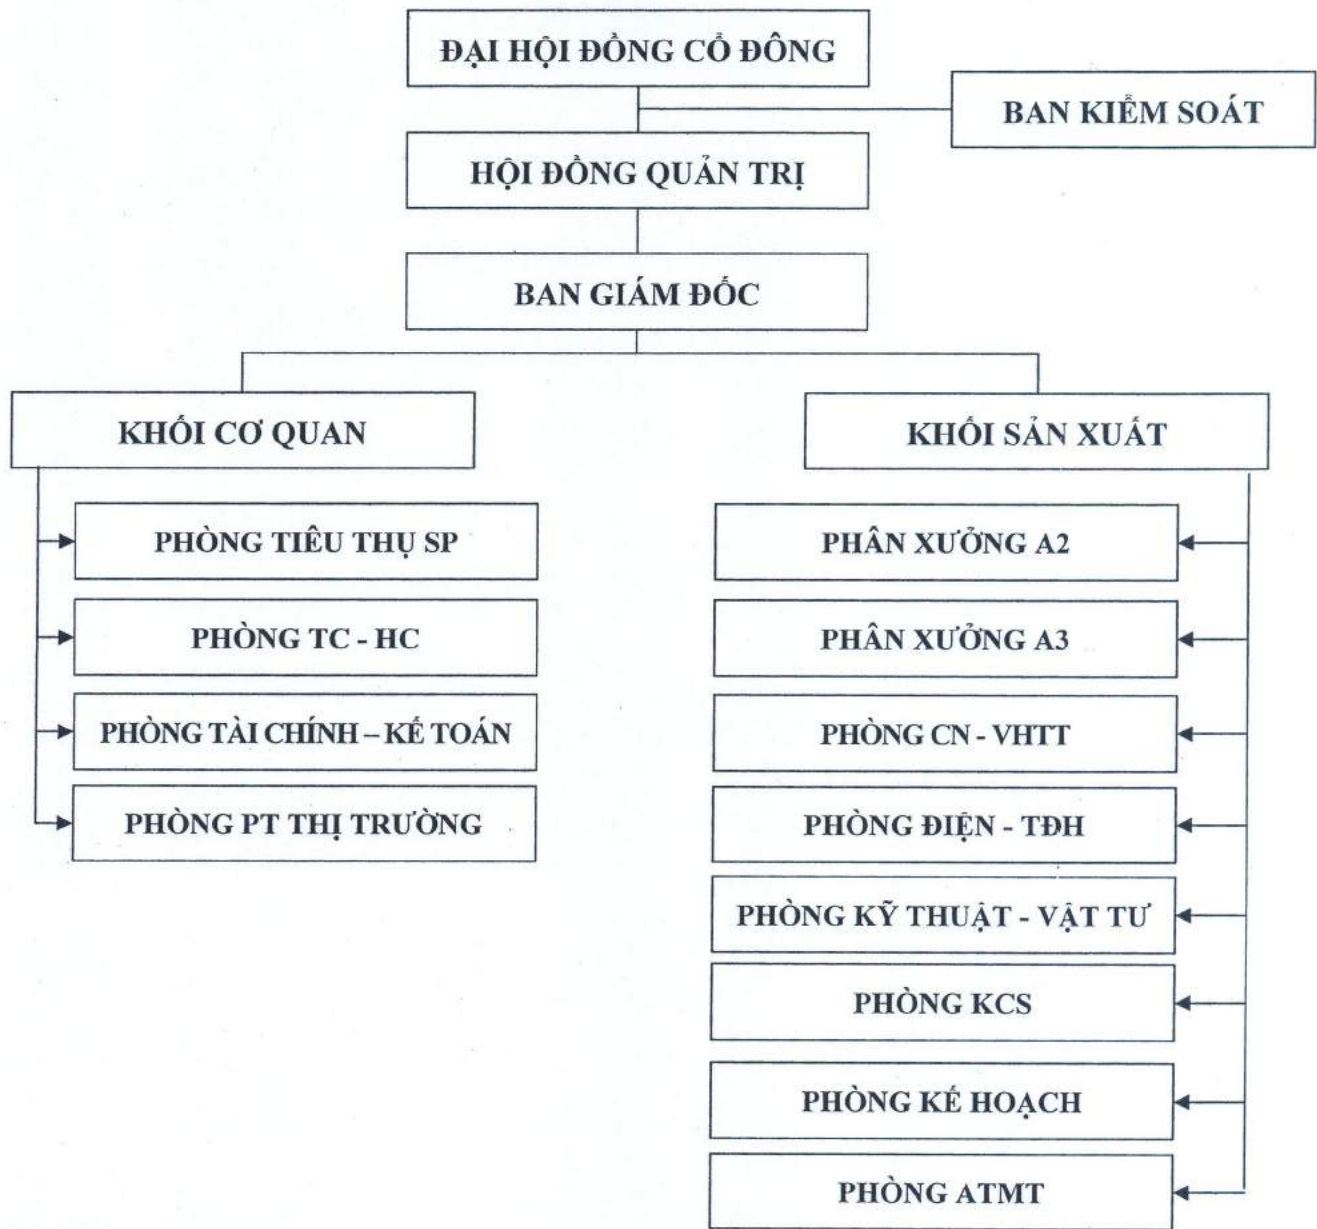 ĐẠI HỘI ĐỒNG CỔ ĐÔNG
BAN KIỂM SOÁT
HỘI ĐỒNG QUẢN TRỊ
BAN GIÁM ĐỐC
KHỐI CƠ QUAN
KHỐI SẢN XUẤT
PHÒNG TIÊU THỤ SP
PHÒNG TC - HC
PHÒNG TÀI CHÍNH – KẾ TOÁN
PHÒNG PT THỊ TRƯỜNG
PHÂN XƯỞNG A2
PHÂN XƯỞNG A3
PHÒNG CN - VHTT
PHÒNG ĐIỆN - TĐH
PHÒNG KỸ THUẬT - VẬT TƯ
PHÒNG KCS
PHÒNG KẾ HOẠCH
PHÒNG ATMT